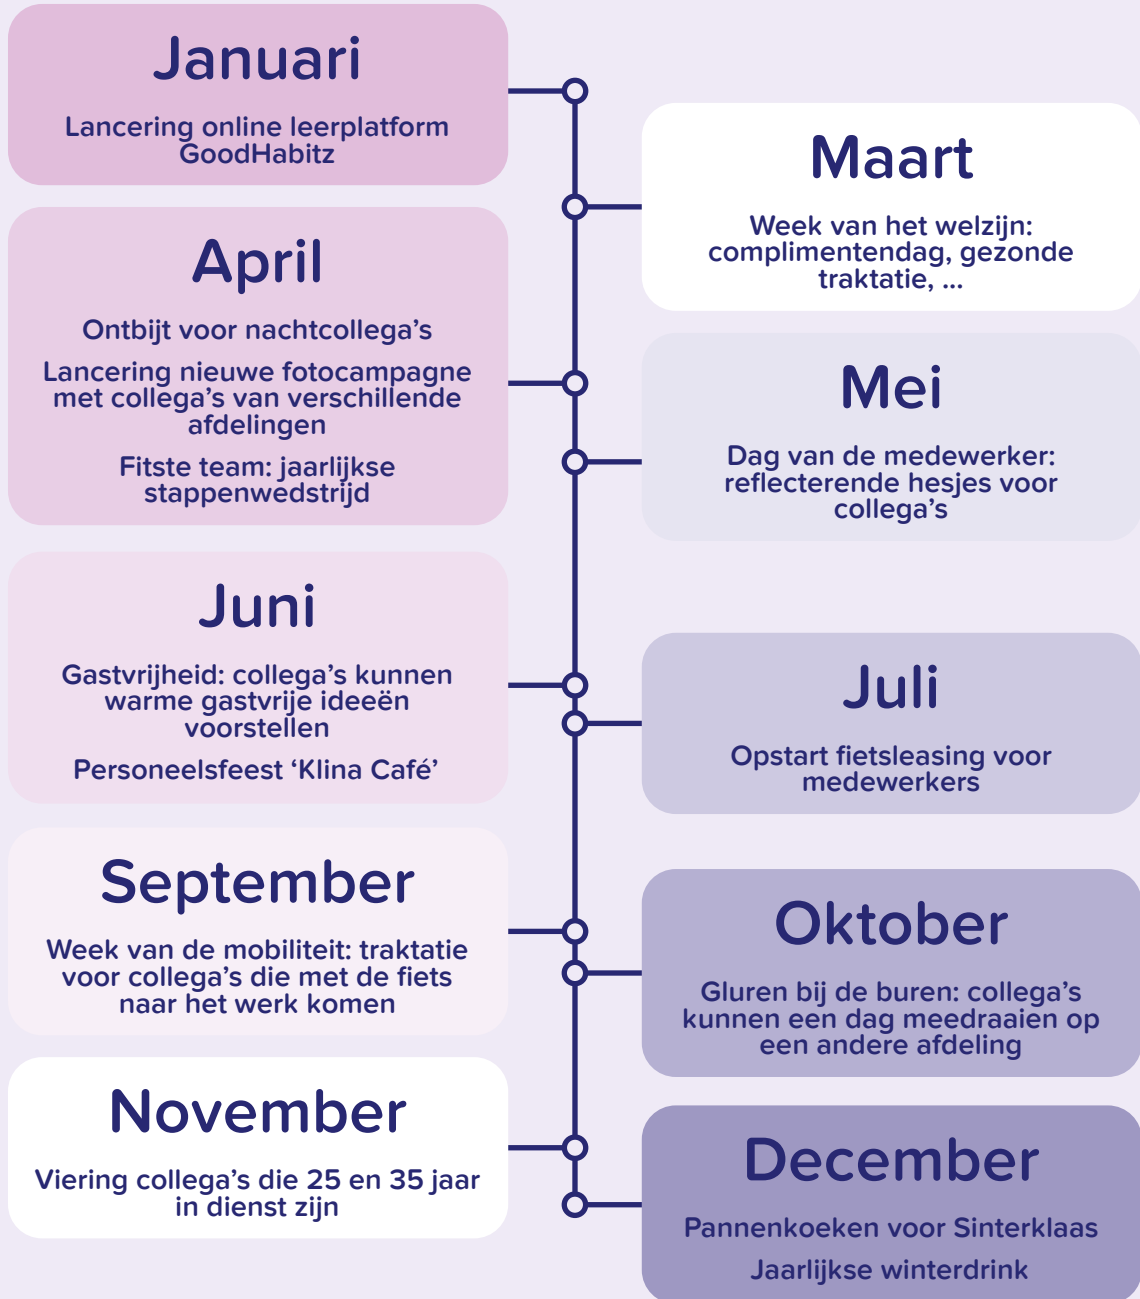 Januari
Lancering online leerplatform
GoodHabitz
Maart
Week van het welzijn:
complimentendag, gezonde
traktatie, ...
April
Ontbijt voor nachtcollega’s
Lancering nieuwe fotocampagne
met collega’s van verschillende
afdelingen
Fitste team: jaarlijkse
stappenwedstrijd
Mei
Dag van de medewerker:
reflecterende hesjes voor
collega’s
Juni
Gastvrijheid: collega’s kunnen
warme gastvrije ideeën
voorstellen
Personeelsfeest ‘Klina Café’
Juli
Opstart fietsleasing voor
medewerkers
September
Week van de mobiliteit: traktatie
voor collega’s die met de fiets
naar het werk komen
Oktober
Gluren bij de buren: collega’s
kunnen een dag meedraaien op
een andere afdeling
November
Viering collega’s die 25 en 35 jaar
in dienst zijn
December
Pannenkoeken voor Sinterklaas
Jaarlijkse winterdrink